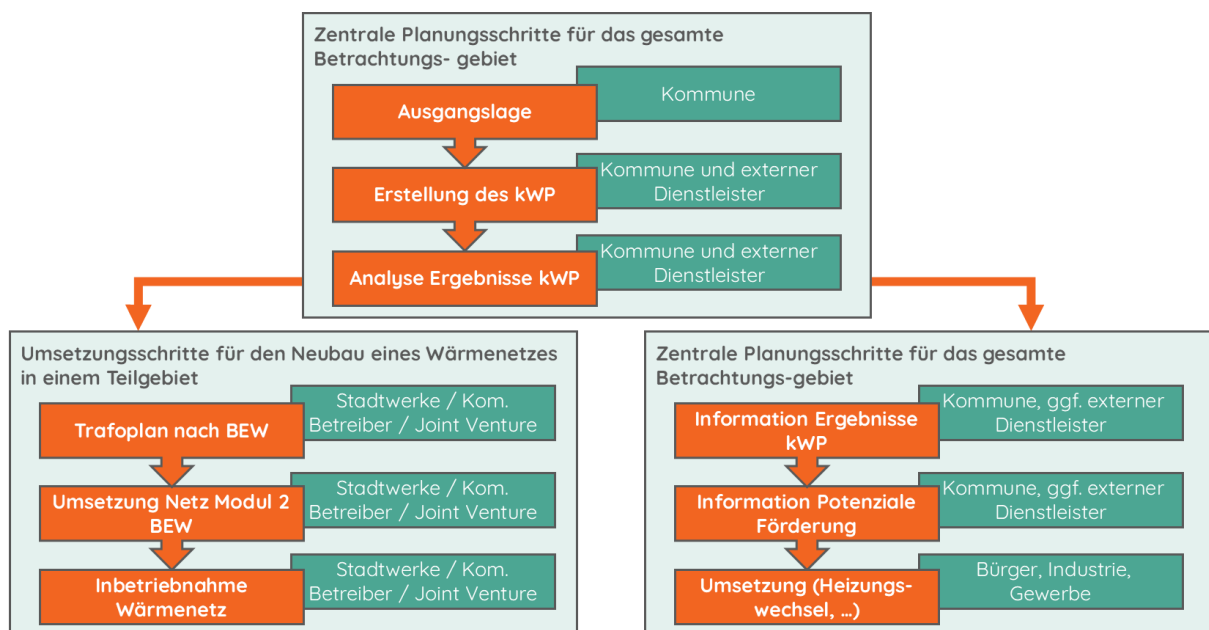 Zentrale Planungsschritte für das gesamte
Betrachtungs- gebiet
Ausgangslage
Kommune
Erstellung des kWP
Kommune und externer
Dienstleister
Analyse Ergebnisse kWP
Kommune und externer
Dienstleister
Umsetzungsschritte für den Neubau eines Wärmenetzes
in einem Teilgebiet
Trafoplan nach BEW
Stadtwerke / Kom.
Betreiber / Joint Venture
Umsetzung Netz Modul 2
BEW
Stadtwerke / Kom.
Betreiber / Joint Venture
Inbetriebnahme
Wärmenetz
Stadtwerke / Kom.
Betreiber / Joint Venture
Zentrale Planungsschritte für das gesamte
Betrachtungs-gebiet
Information Ergebnisse
kWP
Kommune, ggf. externer
Dienstleister
Information Potenziale
Förderung
Kommune, ggf. externer
Dienstleister
Umsetzung (Heizungs-
wechsel, ...)
Bürger, Industrie,
Gewerbe